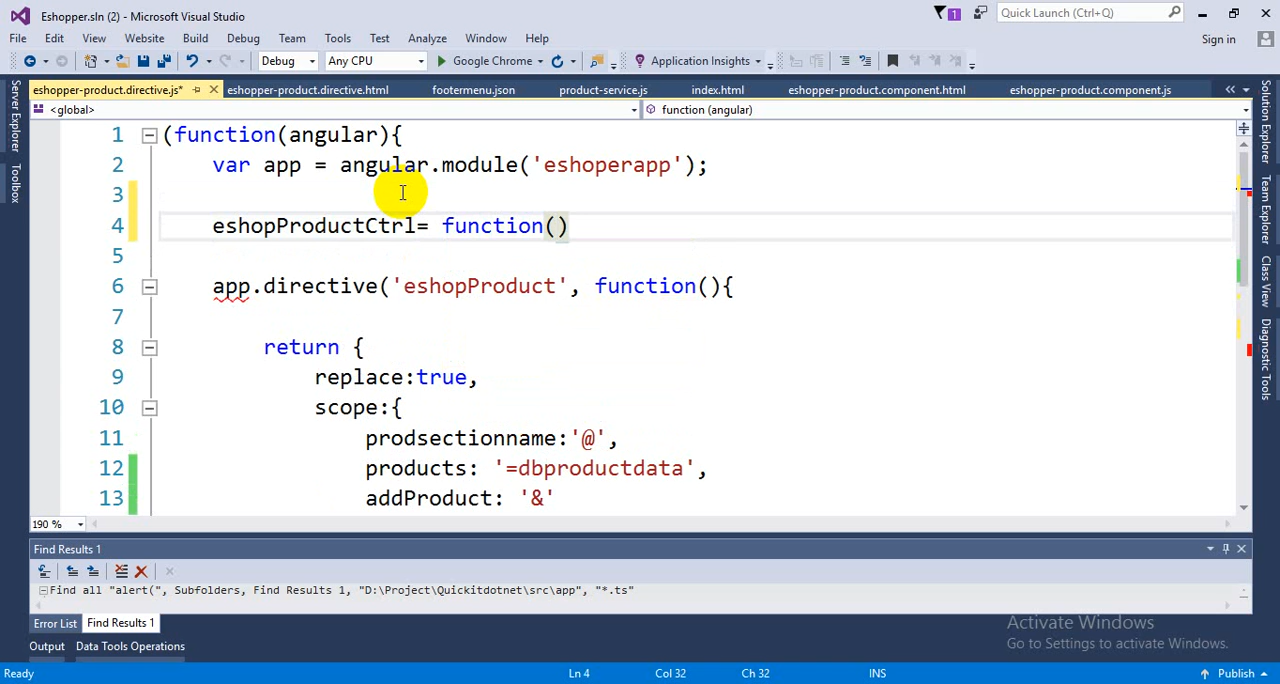 Eshopper.sln (2) - Microsoft Visual Studio
1
Quick Launch (Ctrl+Q)
File Edit View Website Build Debug Team Tools Test Analyze Window Help
Sign in
Debug Any CPU Google Chrome Application Insights
eshopper-product.directive.js* eshopper-product.directive.html footermenu.json product-service.js index.html eshopper-product.component.html eshopper-product.component.js
<global> function (angular)
Server Explorer
Toolbox
1 (function(angular){
2 var app = angular.module('eshoperapp');
3
4 eshopProductCtrl= function()
5
6 app.directive('eshopProduct', function(){
7
8 return {
9 replace:true,
10 scope:{
11 prodsectionname:'@',
12 products: '=dbproductdata',
13 addProduct: '&'
Solution Explorer
Team Explorer
Class View
Diagnostic Tools
190 %
Find Results 1
Find all "alert(", Subfolders, Find Results 1, "D:\Project\Quickitdotnet\src\app", "*.ts"
Error List Find Results 1
Output Data Tools Operations
Activate Windows
Go to Settings to activate Windows.
Ready Ln 4 Col 32 Ch 32 INS Publish